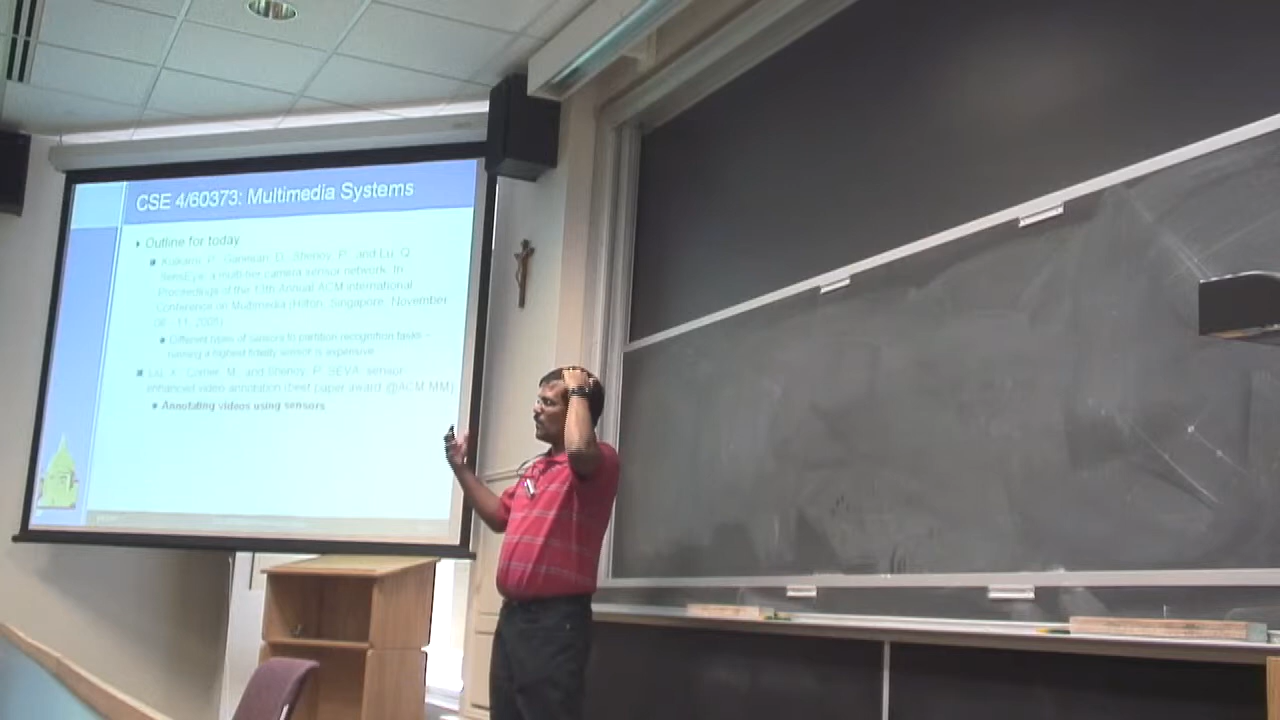 CSE 4/60373: Multimedia Systems
Outline for today
Kulkarni, P., Ganesan, D., Shenoy, P., and Lu, Q.
SensEye: a multi-tier camera sensor network. In
Proceedings of the 13th Annual ACM international
Conference on Multimedia (Hilton, Singapore, November
06 - 11, 2005)
Different types of sensors to partition recognition tasks –
running a highest fidelity sensor is expensive
Liu, X., Corner, M., and Shenoy, P. SEVA: sensor-
enhanced video annotation (best paper award @ACM MM)
Annotating videos using sensors